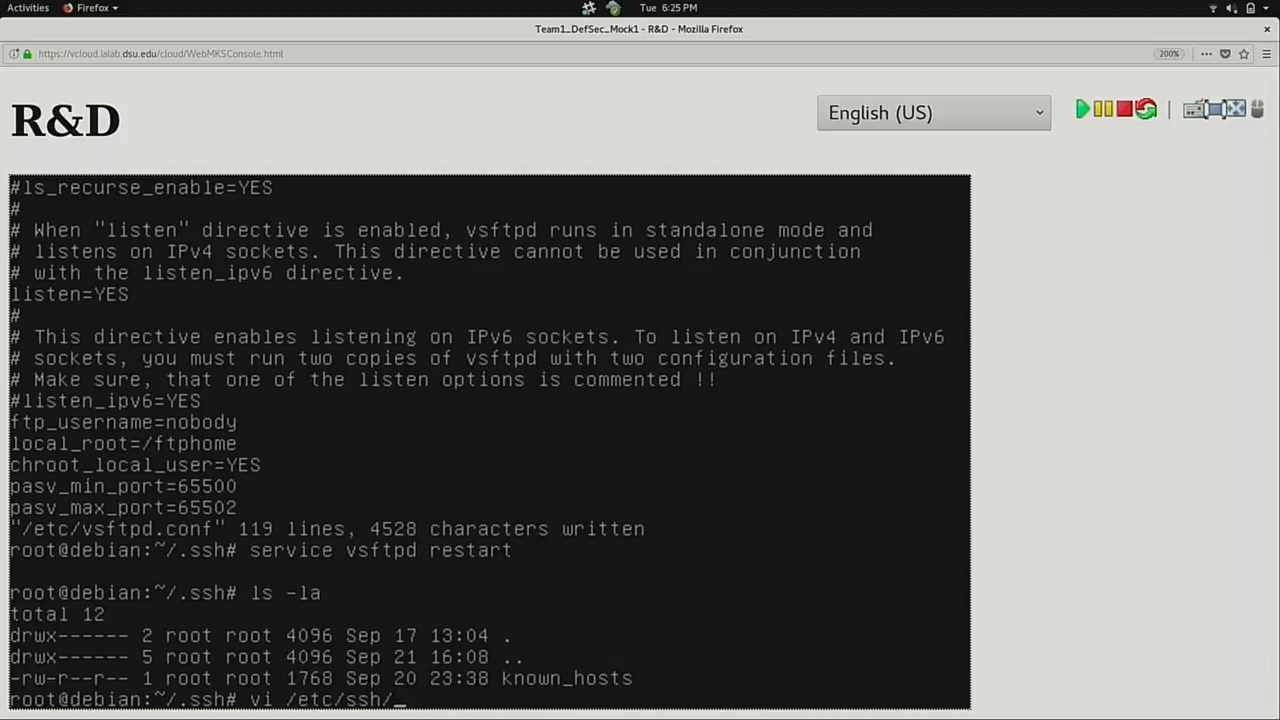 Activities Firefox Tue 6:25 PM
Team1_DefSec_Mock1 - R&D - Mozilla Firefox
https://vcloud.ialab.dsu.edu/cloud/WebMKSConsole.html 200%
R&D
English (US)
#ls_recurse_enable=YES
#
# When "listen" directive is enabled, vsftpd runs in standalone mode and
# listens on IPv4 sockets. This directive cannot be used in conjunction
# with the listen_ipv6 directive.
listen=YES
#
# This directive enables listening on IPv6 sockets. To listen on IPv4 and IPv6
# sockets, you must run two copies of vsftpd with two configuration files.
# Make sure, that one of the listen options is commented !!
#listen_ipv6=YES
ftp_username=nobody
local_root=/ftphome
chroot_local_user=YES
pasv_min_port=65500
pasv_max_port=65502
"/etc/vsftpd.conf" 119 lines, 4528 characters written
root@debian:~/.ssh# service vsftpd restart
root@debian:~/.ssh# ls -la
total 12
drwx------ 2 root root 4096 Sep 17 13:04 .
drwx------ 5 root root 4096 Sep 21 16:08 ..
-rw-r--r-- 1 root root 1768 Sep 20 23:38 known_hosts
root@debian:~/.ssh# vi /etc/ssh/_